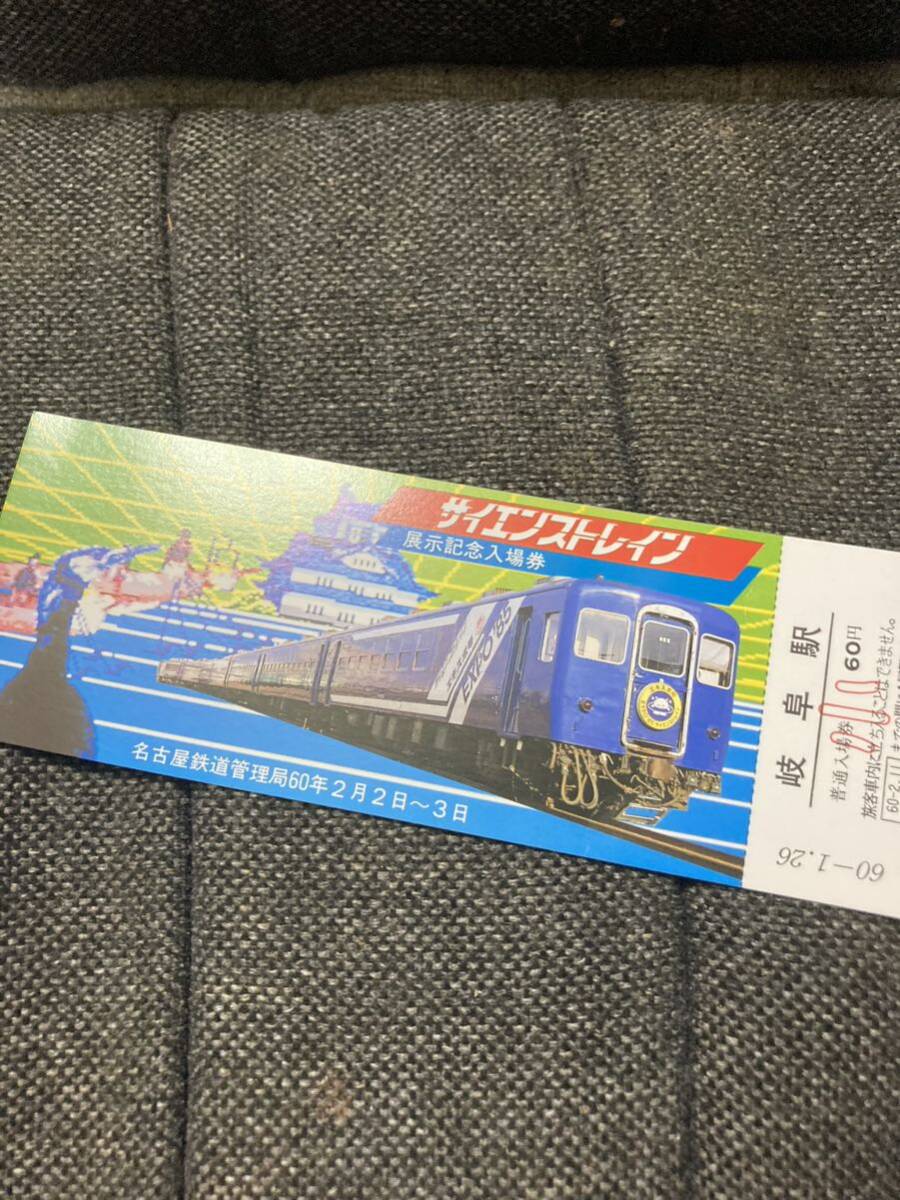 サイエンストレイン
展示記念入場券
EXPO'85
名古屋鉄道管理局60年2月2日〜3日
岐阜駅
普通入場券 60円
旅客車内に立ち入ることはできません。
60-2.11
60-1.26